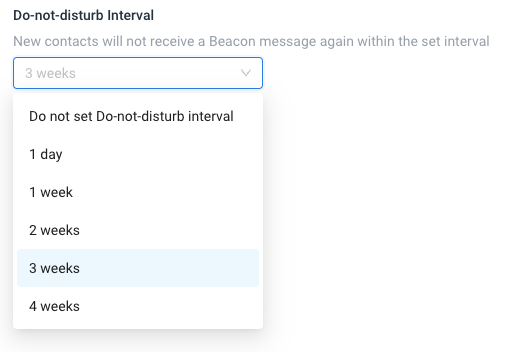 Do-not-disturb Interval
New contacts will not receive a Beacon message again within the set interval
3 weeks
Do not set Do-not-disturb interval
1 day
1 week
2 weeks
3 weeks
4 weeks